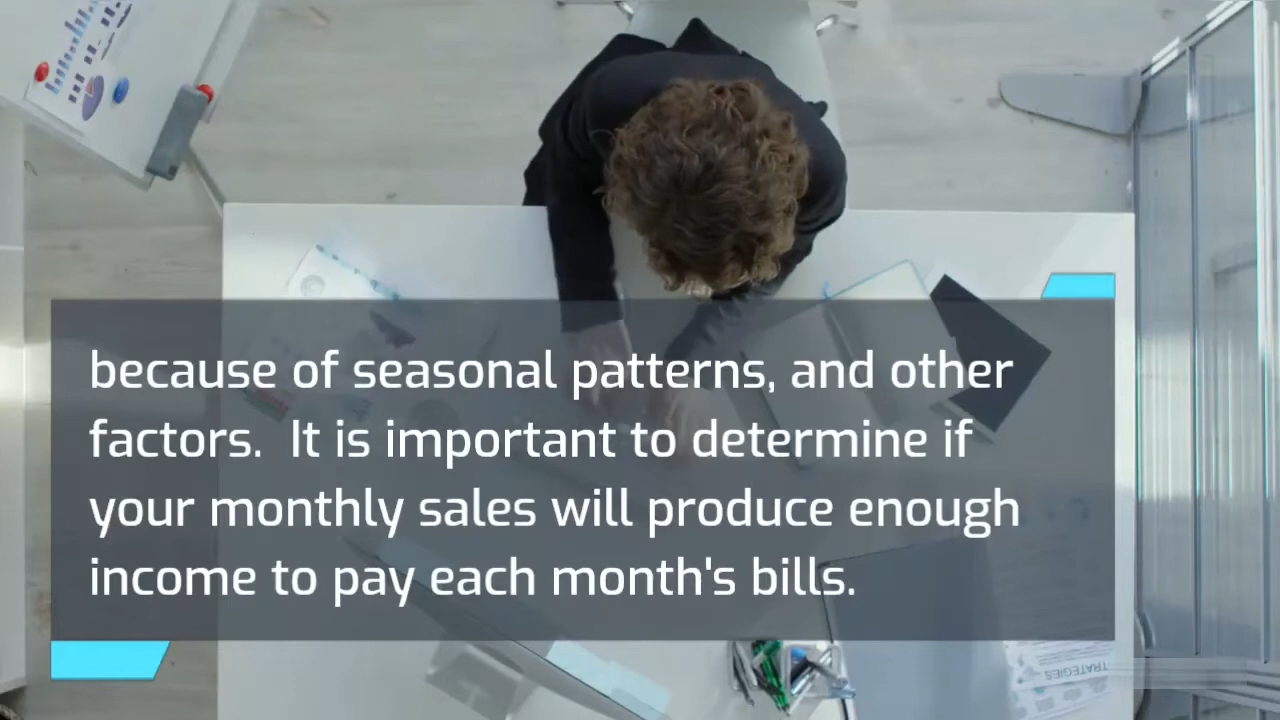 because of seasonal patterns, and other
factors.  It is important to determine if
your monthly sales will produce enough
income to pay each month's bills.
TRATEGIES